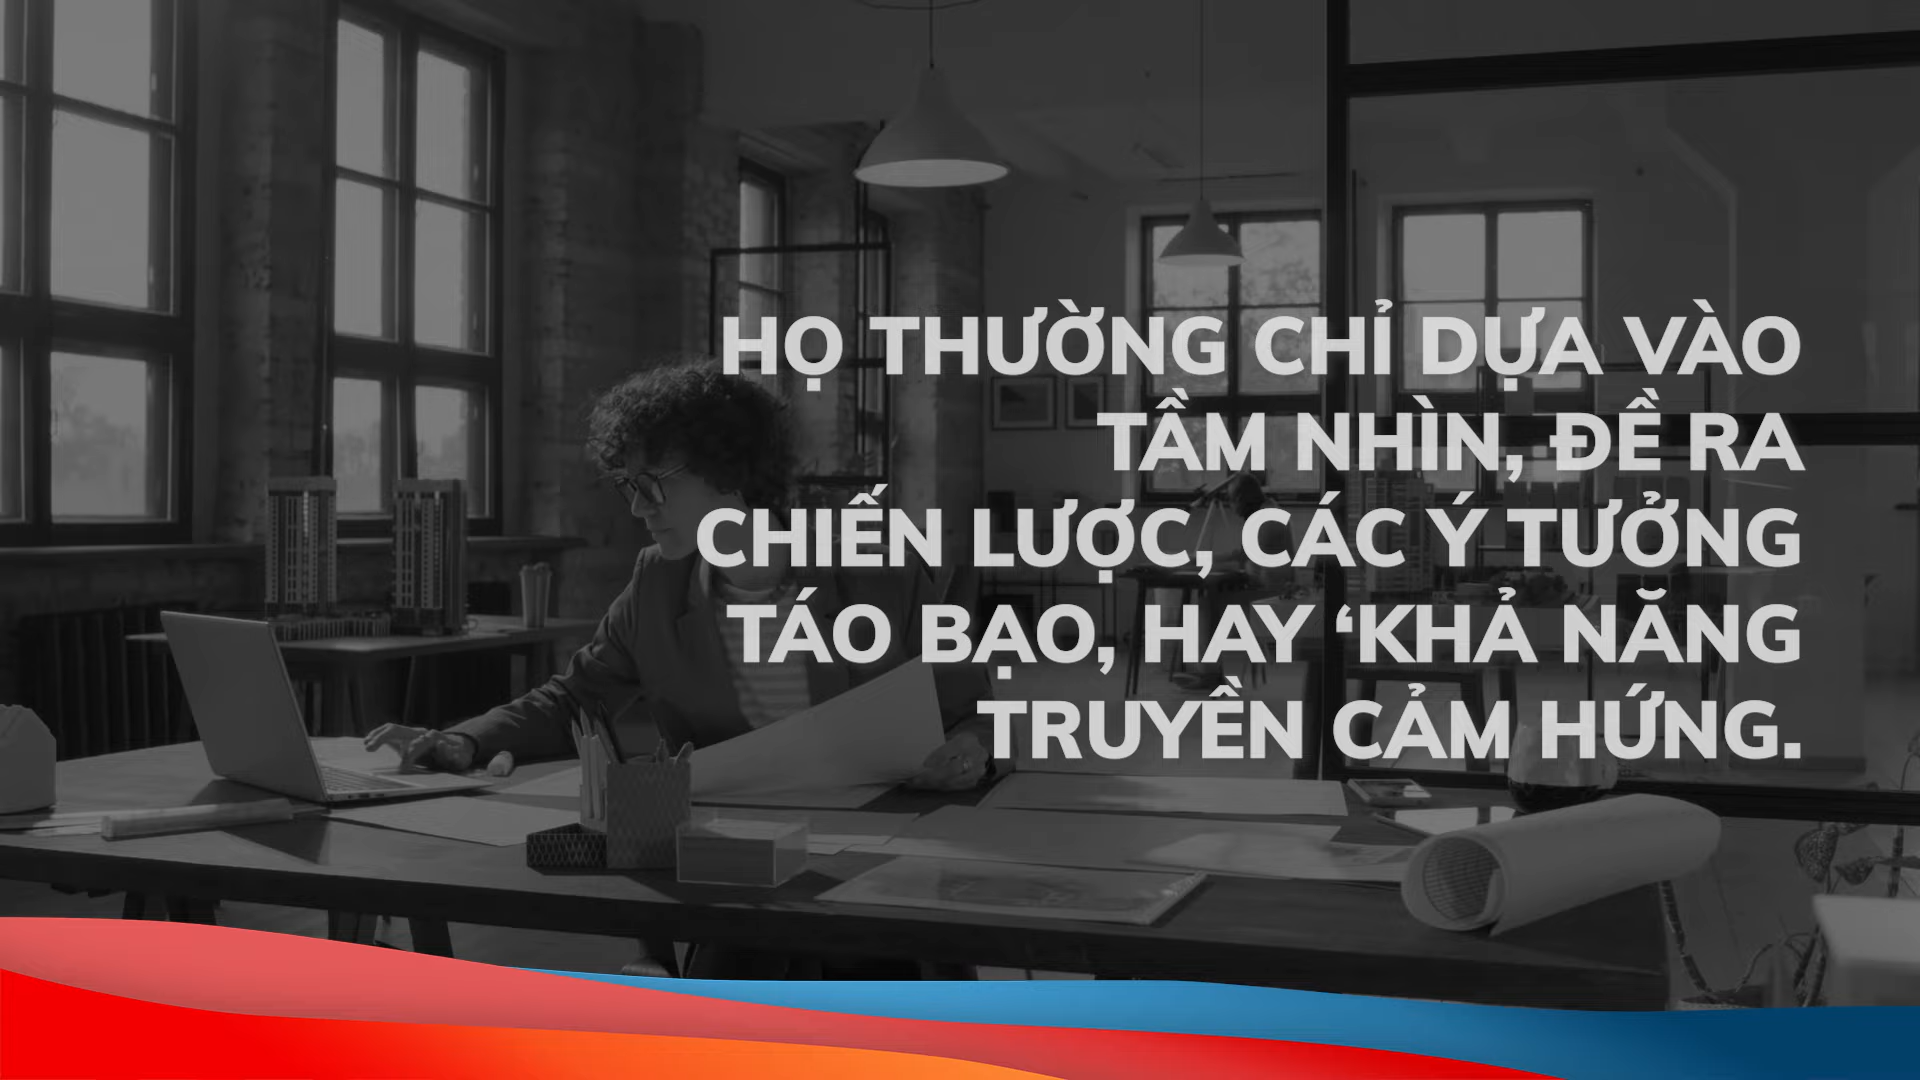 HỌ THƯỜNG CHỈ DỰA VÀO
TẦM NHÌN, ĐỀ RA
CHIẾN LƯỢC, CÁC Ý TƯỞNG
TÁO BẠO, HAY ‘KHẢ NĂNG
TRUYỀN CẢM HỨNG.